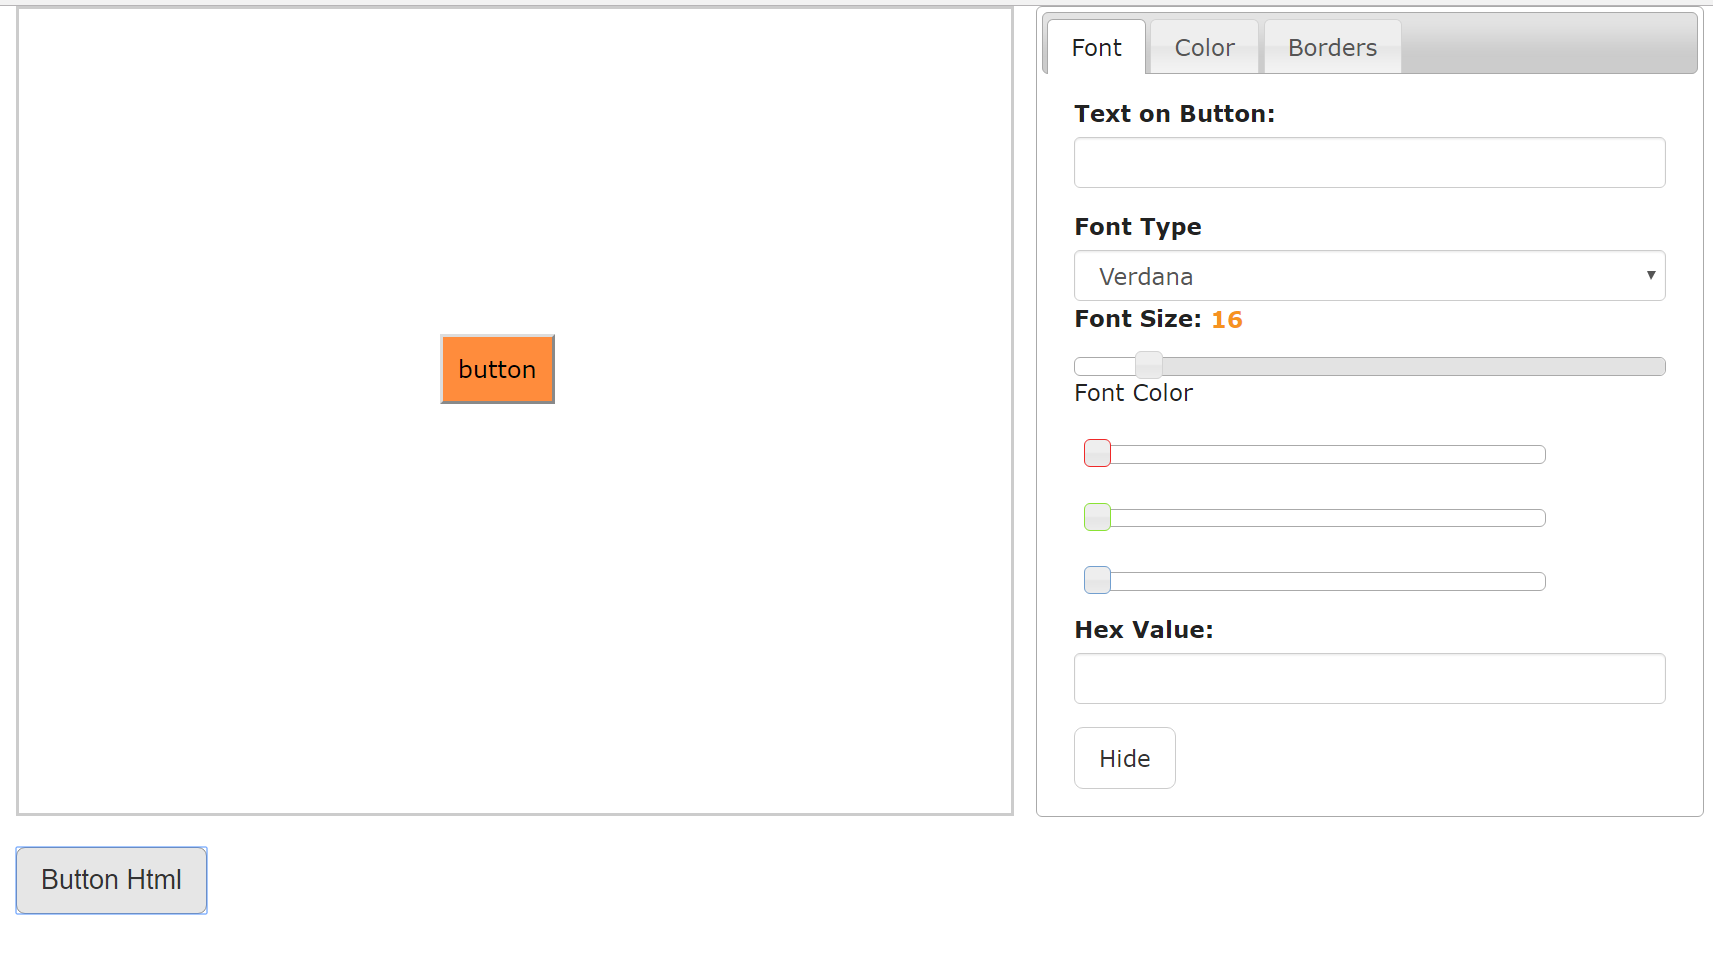 Font Color Borders
Text on Button:
Font Type
Verdana
Font Size: 16
button
Font Color
Hex Value:
Hide
Button Html